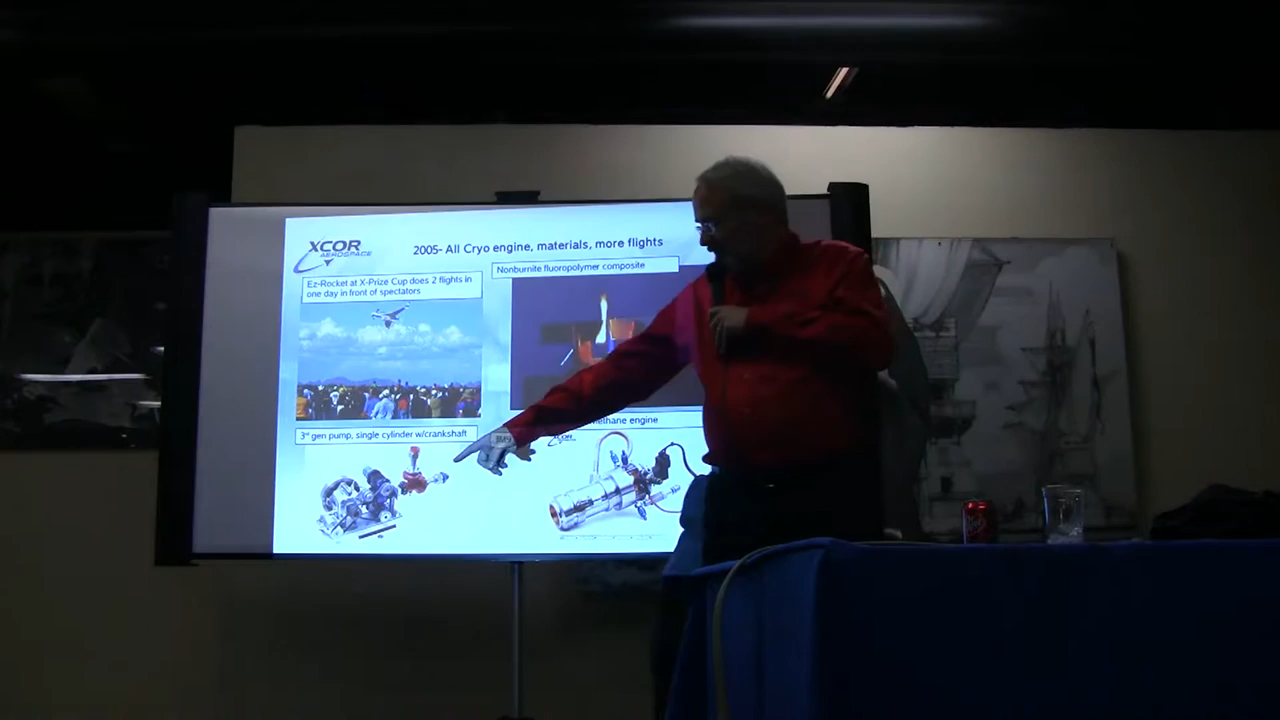 XCOR
AEROSPACE
2005- All Cryo engine, materials, more flights
Ez-Rocket at X-Prize Cup does 2 flights in
one day in front of spectators
Nonburnite fluoropolymer composite
3rd gen pump, single cylinder w/crankshaft
methane engine
XCOR